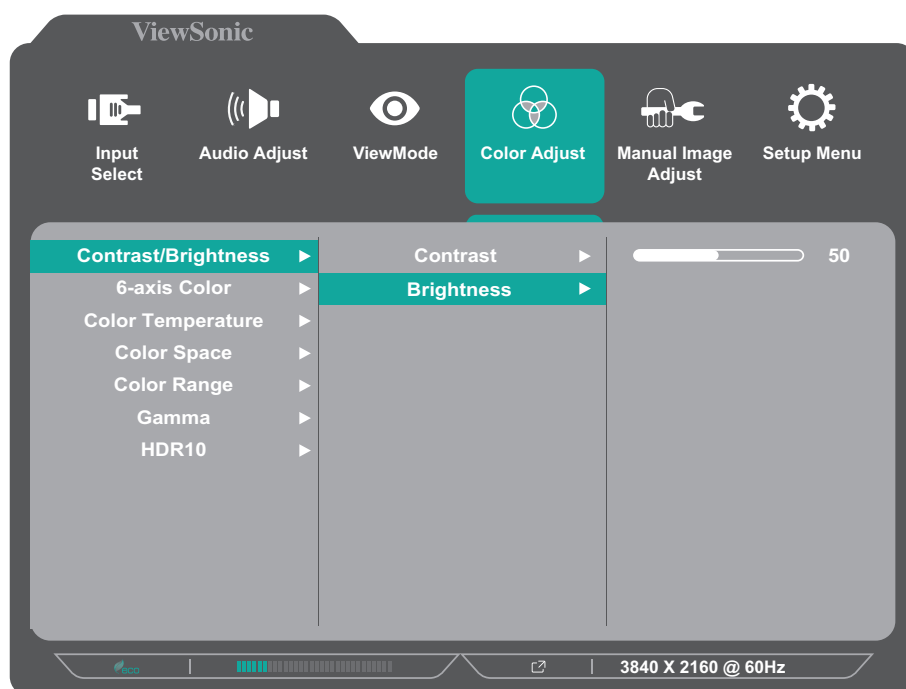 ViewSonic
Input
Select
Audio Adjust
ViewMode
Color Adjust
Manual Image
Adjust
Setup Menu
Contrast/Brightness
6-axis Color
Color Temperature
Color Space
Color Range
Gamma
HDR10
Contrast
Brightness
50
eco
3840 X 2160 @ 60Hz